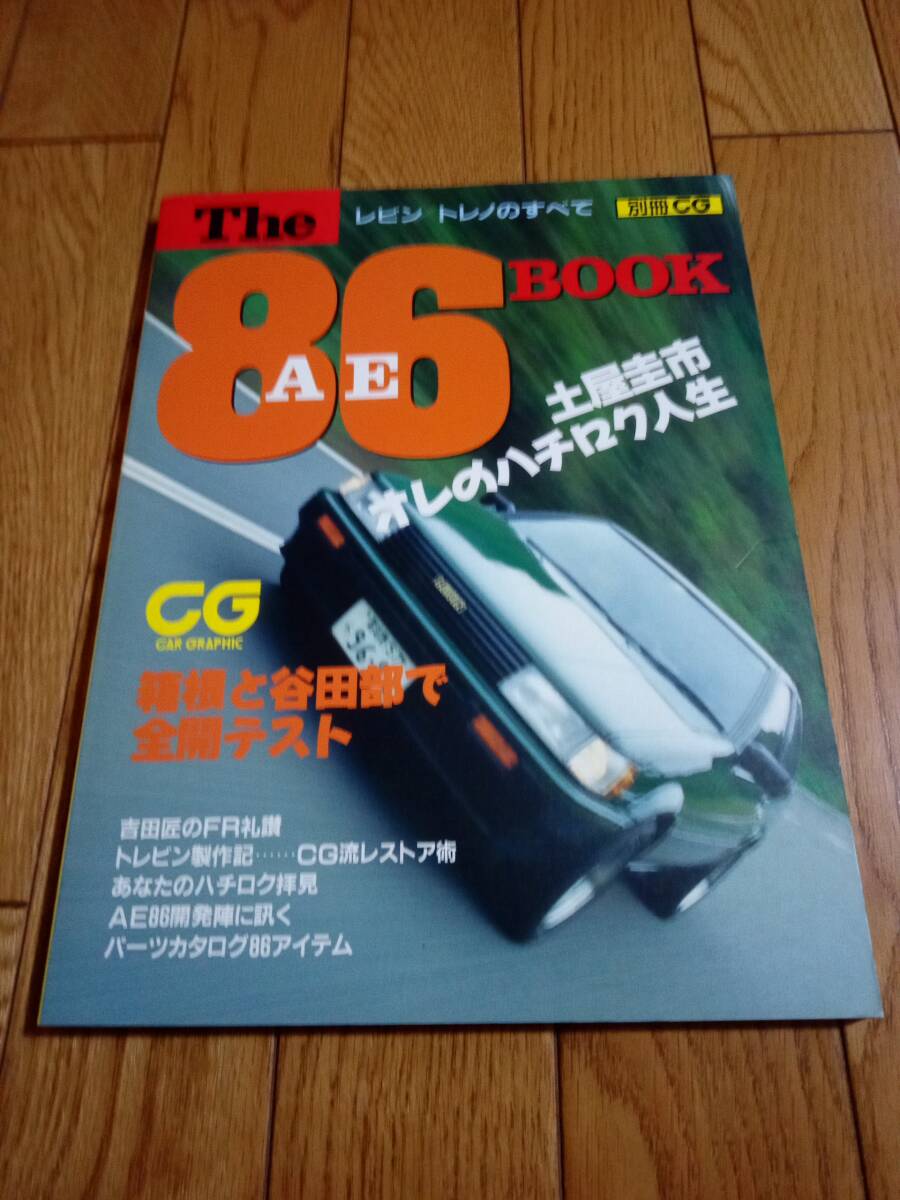 The レビン トレノのすべて 別冊CG
86 BOOK
AE
土屋圭市
オレのハチロク人生
CG
CAR GRAPHIC
箱根と谷田部で
全開テスト
吉田匠のFR礼讃
トレビン製作記……CG流レストア術
あなたのハチロク拝見
AE86開発陣に訊く
パーツカタログ86アイテム